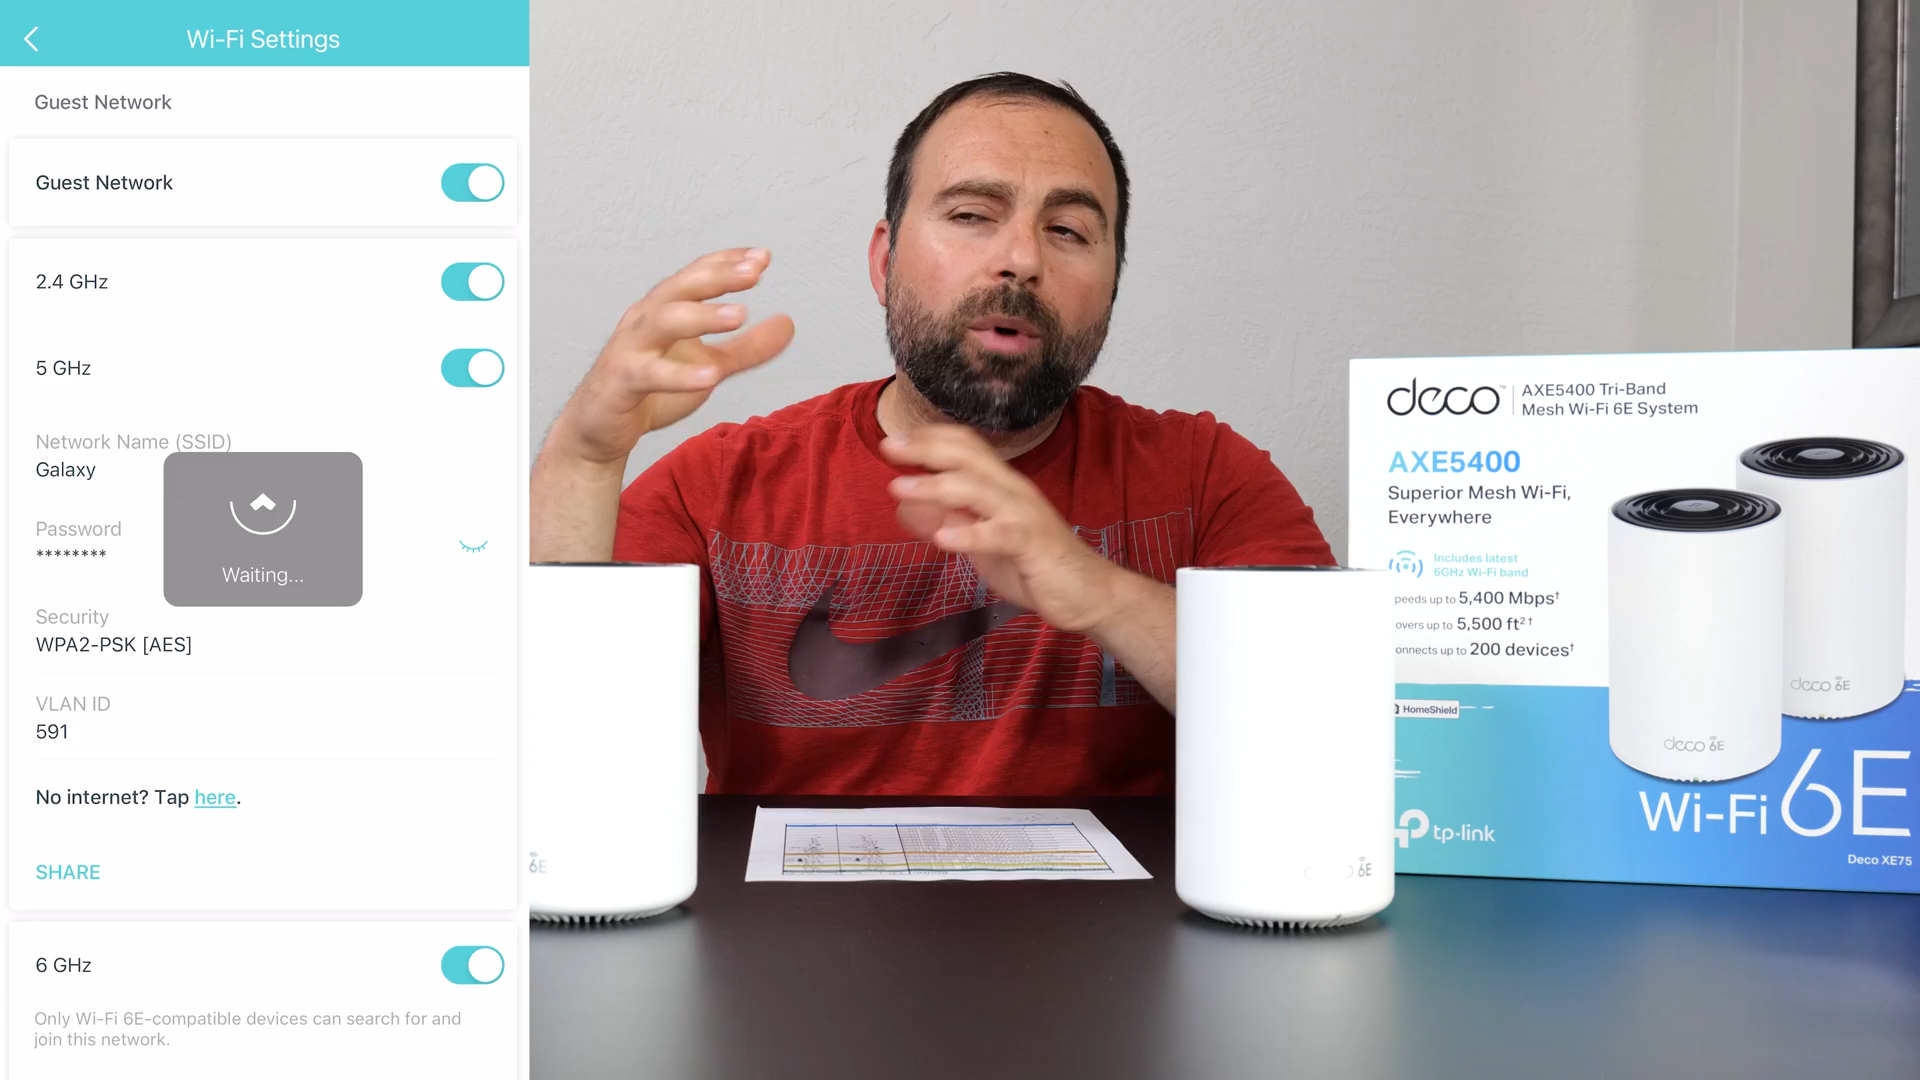 Wi-Fi Settings
Guest Network
Guest Network
2.4 GHz
5 GHz
Network Name (SSID)
Galaxy
Password
********
Waiting...
Security
WPA2-PSK [AES]
VLAN ID
591
No internet? Tap here.
SHARE
6 GHz
Only Wi-Fi 6E-compatible devices can search for and
join this network.
6E
6E
deco™
AXE5400 Tri-Band
Mesh Wi-Fi 6E System
AXE5400
Superior Mesh Wi-Fi,
Everywhere
Includes latest
6GHz Wi-Fi band
peeds up to 5,400 Mbps†
overs up to 5,500 ft²†
onnects up to 200 devices†
HomeShield
deco 6E
deco 6E
tp-link
Wi-Fi 6E
Deco XE75